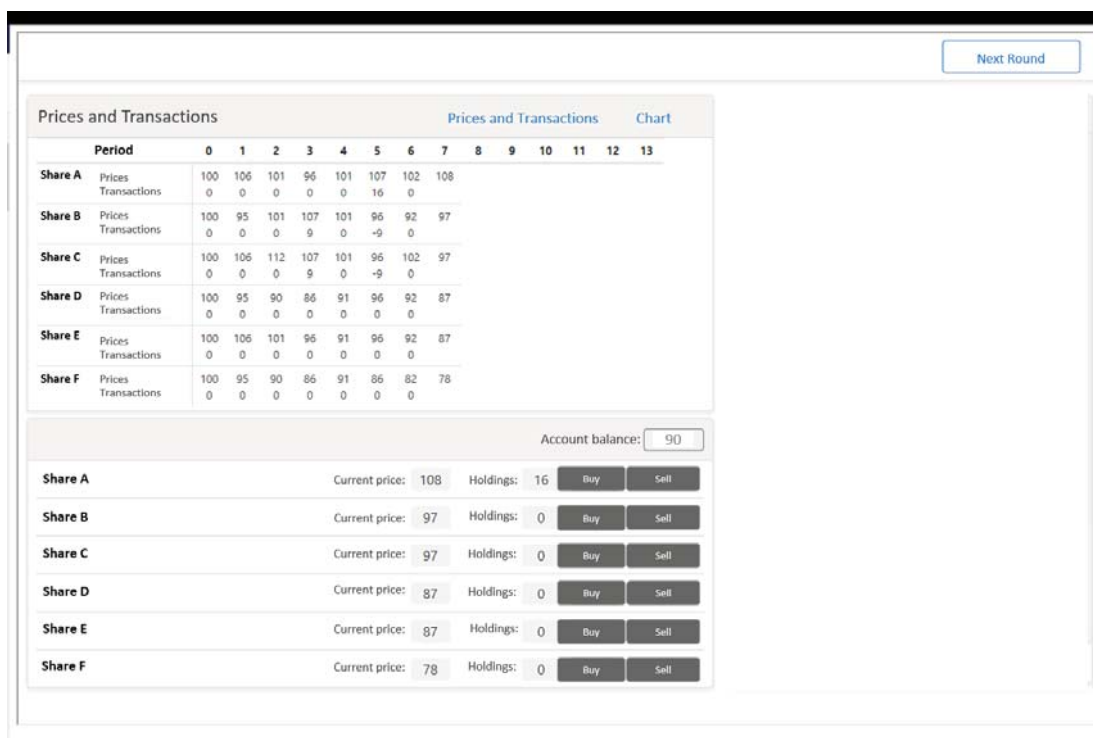 Next Round
Prices and Transactions Prices and Transactions Chart
Period 0 1 2 3 4 5 6 7 8 9 10 11 12 13
Share A Prices 100 106 101 96 101 107 102 108
Transactions 0 0 0 0 0 16 0
Share B Prices 100 95 101 107 101 96 92 97
Transactions 0 0 0 9 0 -9 0
Share C Prices 100 106 112 107 101 96 102 97
Transactions 0 0 0 9 0 -9 0
Share D Prices 100 95 90 86 91 96 92 87
Transactions 0 0 0 0 0 0 0
Share E Prices 100 106 101 96 91 96 92 87
Transactions 0 0 0 0 0 0 0
Share F Prices 100 95 90 86 91 86 82 78
Transactions 0 0 0 0 0 0 0
Account balance: 90
Share A Current price: 108 Holdings: 16 Buy Sell
Share B Current price: 97 Holdings: 0 Buy Sell
Share C Current price: 97 Holdings: 0 Buy Sell
Share D Current price: 87 Holdings: 0 Buy Sell
Share E Current price: 87 Holdings: 0 Buy Sell
Share F Current price: 78 Holdings: 0 Buy Sell